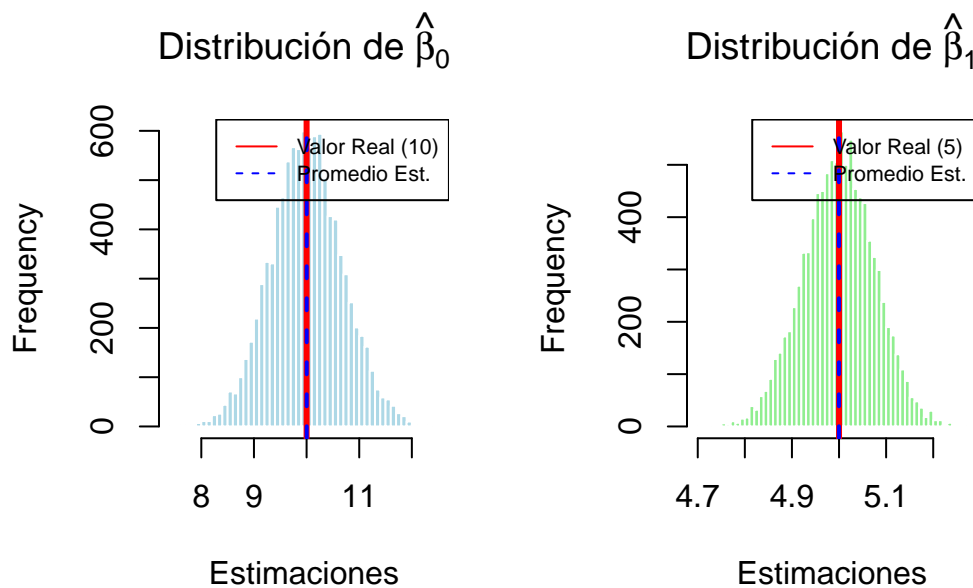 Distribución de β̂₀
Frequency
0
200
400
600
Valor Real (10)
Promedio Est.
8
9
11
Estimaciones
Distribución de β̂₁
Frequency
0
200
400
Valor Real (5)
Promedio Est.
4.7
4.9
5.1
Estimaciones